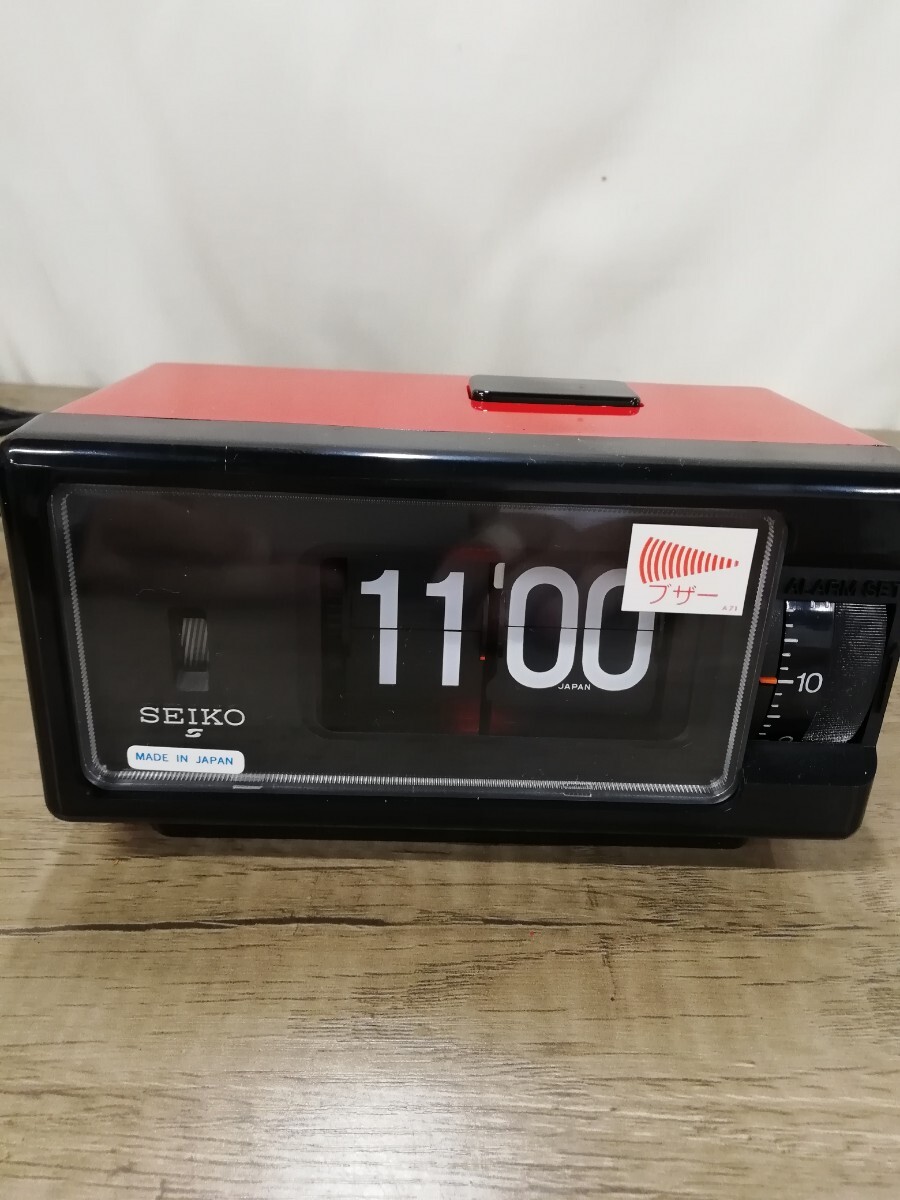 11'00
JAPAN
ブザー
ALARM SET
10
SEIKO
S
MADE IN JAPAN